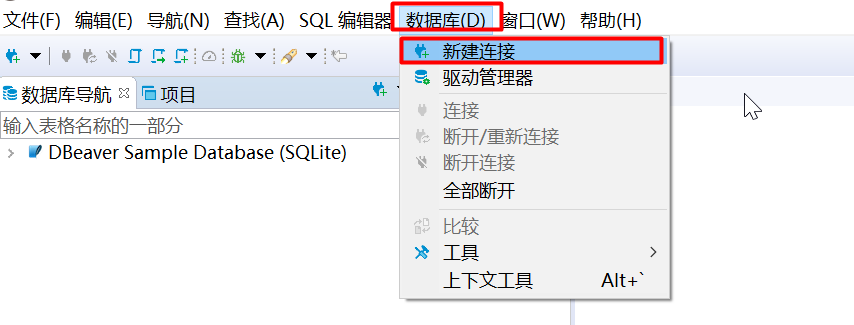 文件(F) 编辑(E) 导航(N) 查找(A) SQL 编辑器 数据库(D) 窗口(W) 帮助(H)
新建连接
驱动管理器
数据库导航 项目
连接
输入表格名称的一部分
断开/重新连接
DBeaver Sample Database (SQLite)
断开连接
全部断开
比较
工具
上下文工具 Alt+`